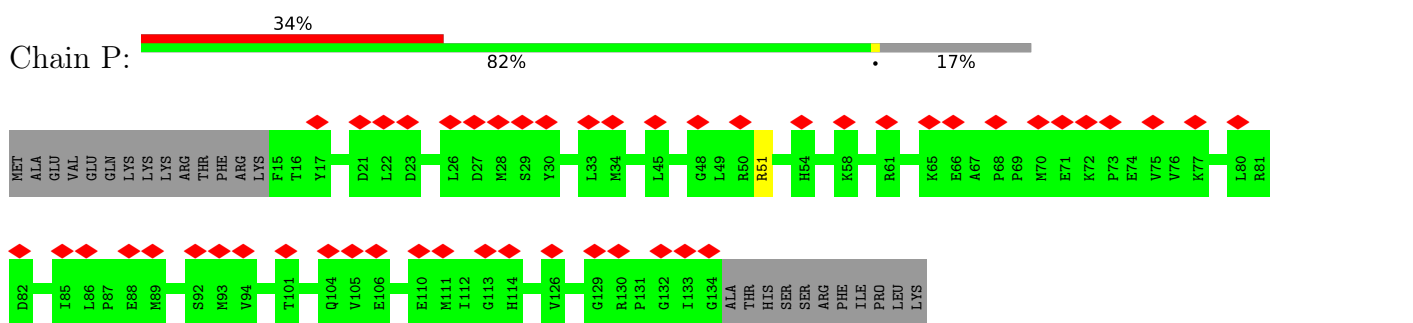 34%
Chain P:
82%
•
17%
MET ALA GLU VAL GLU GLN LYS LYS LYS ARG THR PHE ARG LYS F15 T16 Y17 D21 L22 D23 L26 D27 M28 S29 Y30 L33 M34 L45 G48 L49 R50 R51 H54 K58 R61 K65 E66 A67 P68 P69 M70 E71 K72 P73 E74 V75 V76 K77 L80 R81
D82 I85 L86 P87 E88 M89 S92 M93 V94 T101 Q104 V105 E106 E110 M111 I112 G113 H114 V126 G129 R130 P131 G132 I133 G134 ALA THR HIS SER SER ARG PHE ILE PRO LEU LYS